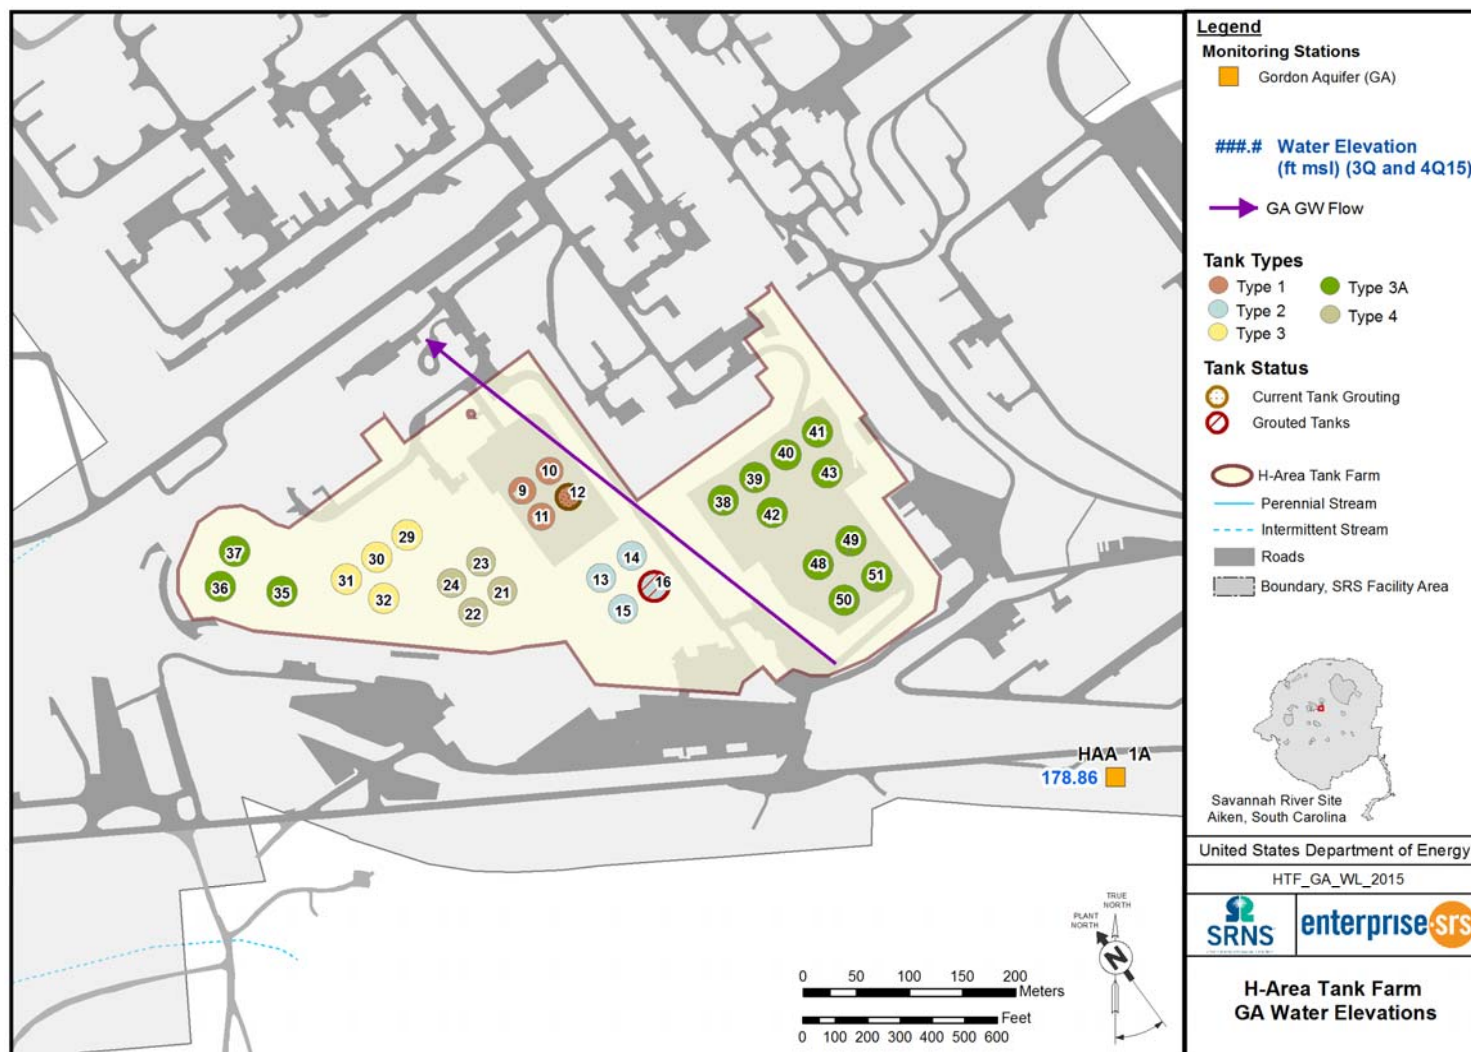 41
40
43
39
38
42
10
9
12
11
49
48
51
50
29
30
31
32
37
36
35
23
24
21
22
14
13
16
15
HAA 1A
178.86
TRUE
NORTH
PLANT
NORTH
N
0 50 100 150 200
Meters
Feet
0 100 200 300 400 500 600
Legend
Monitoring Stations
Gordon Aquifer (GA)
###.# Water Elevation
(ft msl) (3Q and 4Q15)
GA GW Flow
Tank Types
Type 1
Type 3A
Type 2
Type 4
Type 3
Tank Status
Current Tank Grouting
Grouted Tanks
H-Area Tank Farm
Perennial Stream
Intermittent Stream
Roads
Boundary, SRS Facility Area
Savannah River Site
Aiken, South Carolina
United States Department of Energy
HTF_GA_WL_2015
SRNS
enterprise·srs
H-Area Tank Farm
GA Water Elevations